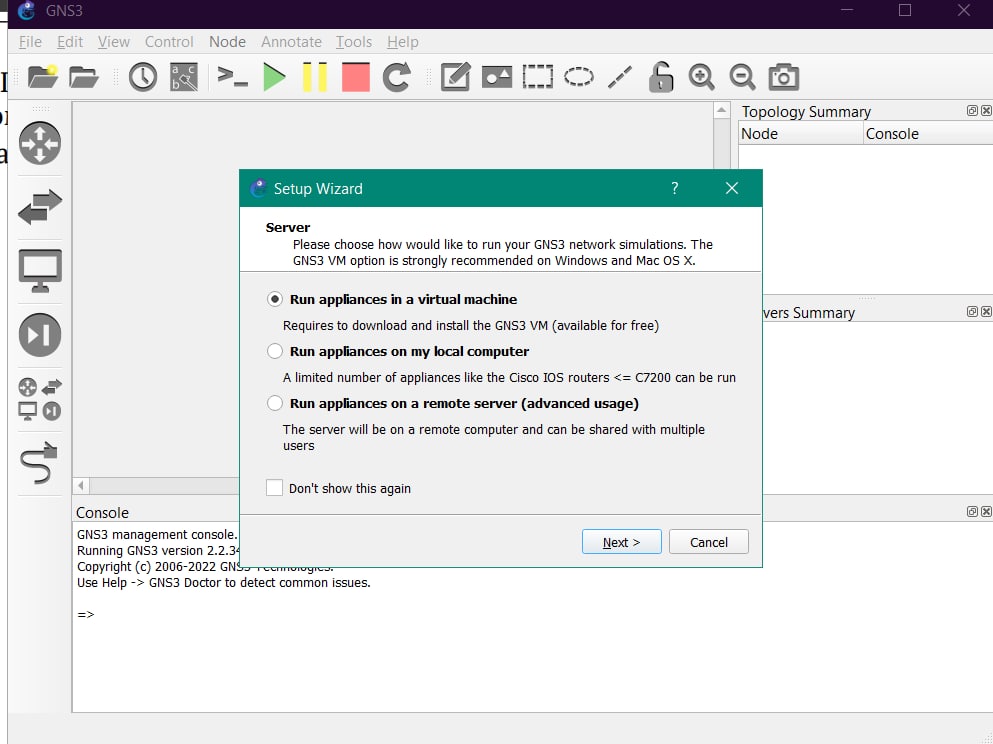 GNS3
File Edit View Control Node Annotate Tools Help
Topology Summary
Node Console
Setup Wizard
?
Server
Please choose how would like to run your GNS3 network simulations. The
GNS3 VM option is strongly recommended on Windows and Mac OS X.
Run appliances in a virtual machine
Requires to download and install the GNS3 VM (available for free)
Run appliances on my local computer
A limited number of appliances like the Cisco IOS routers <= C7200 can be run
Run appliances on a remote server (advanced usage)
The server will be on a remote computer and can be shared with multiple
users
Don't show this again
Next > Cancel
vers Summary
Console
GNS3 management console.
Running GNS3 version 2.2.34
Copyright (c) 2006-2022 GNS3 Technologies.
Use Help -> GNS3 Doctor to detect common issues.
=>